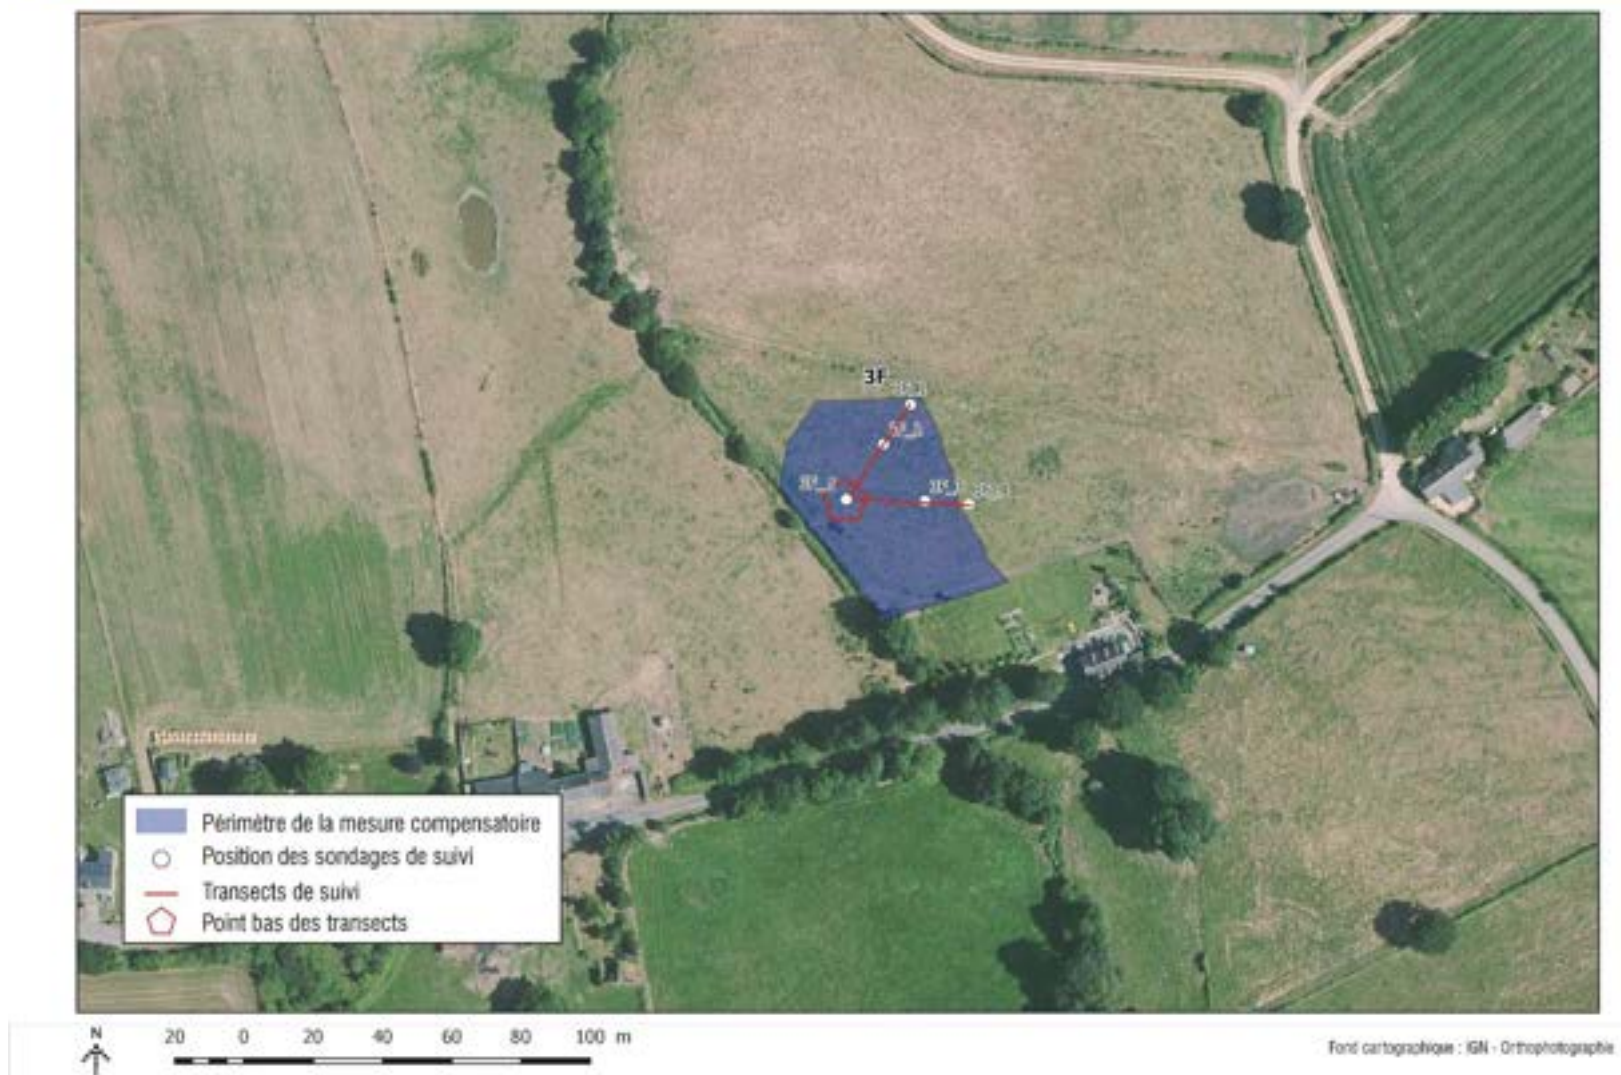 3F
Périmètre de la mesure compensatoire
Position des sondages de suivi
Transects de suivi
Point bas des transects
N
20 0 20 40 60 80 100 m
Fond cartographique : IGN - Orthophotographie